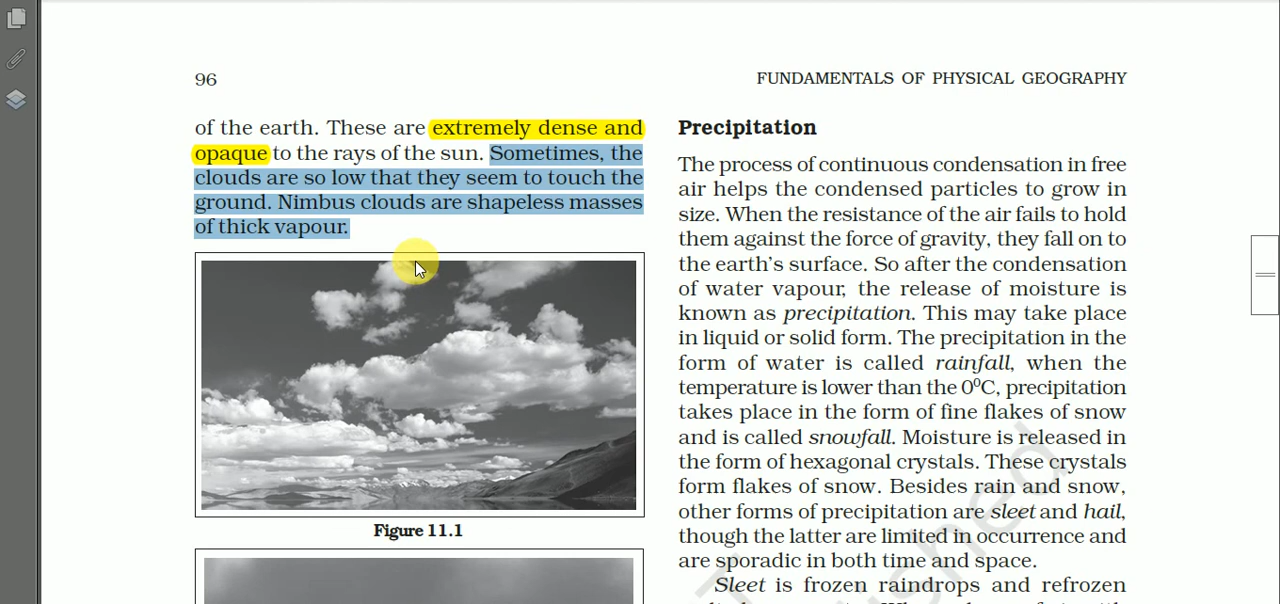 96
FUNDAMENTALS OF PHYSICAL GEOGRAPHY
of the earth. These are extremely dense and
opaque to the rays of the sun. Sometimes, the
clouds are so low that they seem to touch the
ground. Nimbus clouds are shapeless masses
of thick vapour.
Figure 11.1
Precipitation
The process of continuous condensation in free
air helps the condensed particles to grow in
size. When the resistance of the air fails to hold
them against the force of gravity, they fall on to
the earth's surface. So after the condensation
of water vapour, the release of moisture is
known as precipitation. This may take place
in liquid or solid form. The precipitation in the
form of water is called rainfall, when the
temperature is lower than the 0⁰C, precipitation
takes place in the form of fine flakes of snow
and is called snowfall. Moisture is released in
the form of hexagonal crystals. These crystals
form flakes of snow. Besides rain and snow,
other forms of precipitation are sleet and hail,
though the latter are limited in occurrence and
are sporadic in both time and space.
Sleet is frozen raindrops and refrozen